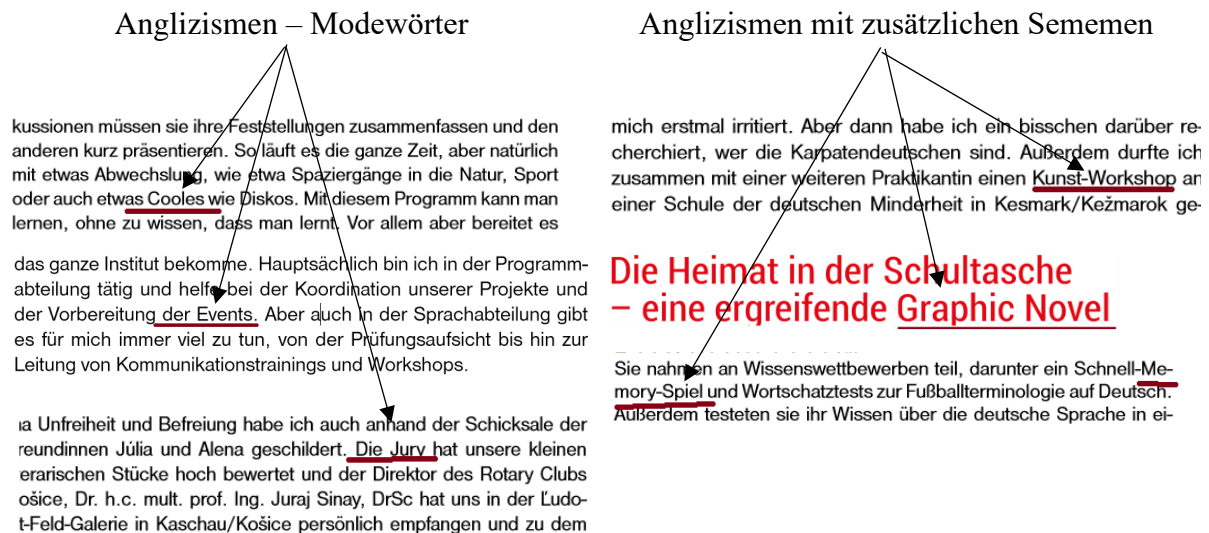 Anglizismen – Modewörter
kussionen müssen sie ihre Feststellungen zusammenfassen und den
anderen kurz präsentieren. So läuft es die ganze Zeit, aber natürlich
mit etwas Abwechslung, wie etwa Spaziergänge in die Natur, Sport
oder auch etwas Cooles wie Diskos. Mit diesem Programm kann man
lernen, ohne zu wissen, dass man lernt. Vor allem aber bereitet es
das ganze Institut bekomme. Hauptsächlich bin ich in der Programm-
abteilung tätig und helfe bei der Koordination unserer Projekte und
der Vorbereitung der Events. Aber auch in der Sprachabteilung gibt
es für mich immer viel zu tun, von der Prüfungsaufsicht bis hin zur
Leitung von Kommunikationstrainings und Workshops.
na Unfreiheit und Befreiung habe ich auch anhand der Schicksale der
reundinnen Júlia und Alena geschildert. Die Jury hat unsere kleinen
erarischen Stücke hoch bewertet und der Direktor des Rotary Clubs
ošice, Dr. h.c. mult. prof. Ing. Juraj Sinay, DrSc hat uns in der Ľudo-
t-Feld-Galerie in Kaschau/Košice persönlich empfangen und zu dem
Anglizismen mit zusätzlichen Sememen
mich erstmal irritiert. Aber dann habe ich ein bisschen darüber re-
cherchiert, wer die Karpatendeutschen sind. Außerdem durfte ich
zusammen mit einer weiteren Praktikantin einen Kunst-Workshop an
einer Schule der deutschen Minderheit in Kesmark/Kežmarok ge-
Die Heimat in der Schultasche
– eine ergreifende Graphic Novel
Sie nahmen an Wissenswettbewerben teil, darunter ein Schnell-Me-
mory-Spiel und Wortschatztests zur Fußballterminologie auf Deutsch.
Außerdem testeten sie ihr Wissen über die deutsche Sprache in ei-